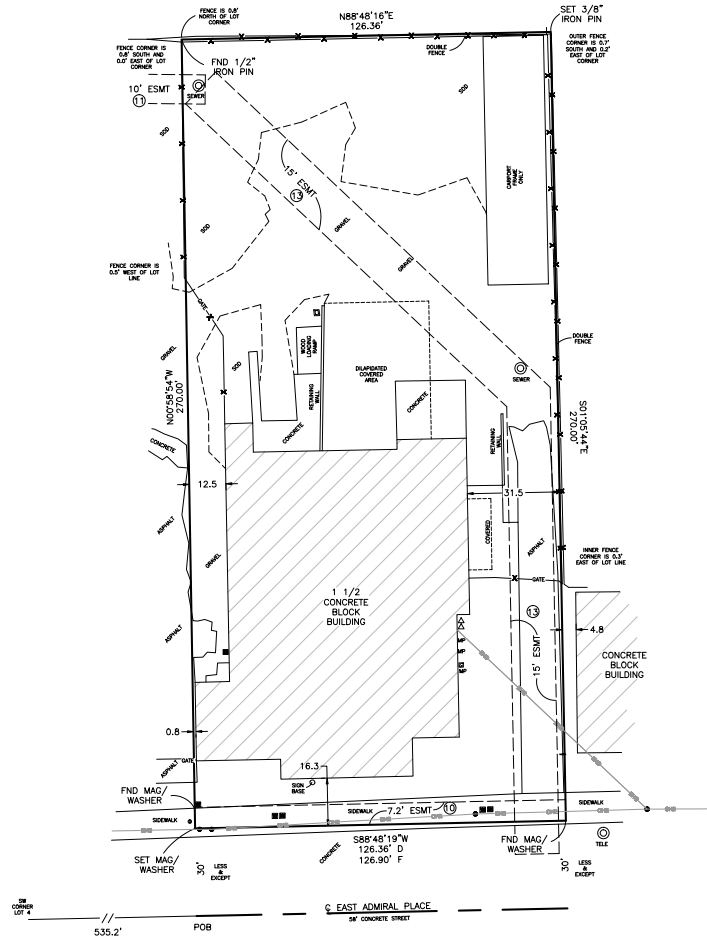 FENCE IS 0.8'
NORTH OF LOT
CORNER
N88°48'16"E
126.36'
SET 3/8"
IRON PIN
FENCE CORNER IS
0.8' SOUTH AND
0.0' EAST OF LOT
CORNER
FND 1/2"
IRON PIN
DOUBLE
FENCE
OUTER FENCE
CORNER IS 0.7'
SOUTH AND 0.2'
EAST OF LOT
CORNER
10' ESMT
11
SEWER
SOD
SOD
15' ESMT
13
CARPORT
FRAME
ONLY
SOD
GRAVEL
GRAVEL
FENCE CORNER IS
0.5' WEST OF LOT
LINE
GATE
DOUBLE
FENCE
GRAVEL
SOD
WOOD
LOADING
RAMP
DILAPIDATED
COVERED
AREA
SEWER
N00°58'54"W
270.00'
RETAINING
WALL
CONCRETE
S01°05'44"E
270.00'
CONCRETE
CONCRETE
RETAINING
WALL
12.5
31.5
ASPHALT
COVERED
ASPHALT
GRAVEL
INNER FENCE
CORNER IS 0.3'
EAST OF LOT LINE
GATE
1 1/2
CONCRETE
BLOCK
BUILDING
13
15' ESMT
4.8
ASPHALT
MP
MP
MP
CONCRETE
BLOCK
BUILDING
0.8
ASPHALT
GATE
16.3
SIGN
BASE
FND MAG/
WASHER
SIDEWALK
SIDEWALK
7.2' ESMT
10
SIDEWALK
SET MAG/
WASHER
CONCRETE
S88°48'19"W
126.36' D
126.90' F
FND MAG/
WASHER
TELE
30'
LESS
&
EXCEPT
30'
LESS
&
EXCEPT
SW
CORNER
LOT 4
535.2'
POB
℄ EAST ADMIRAL PLACE
58' CONCRETE STREET